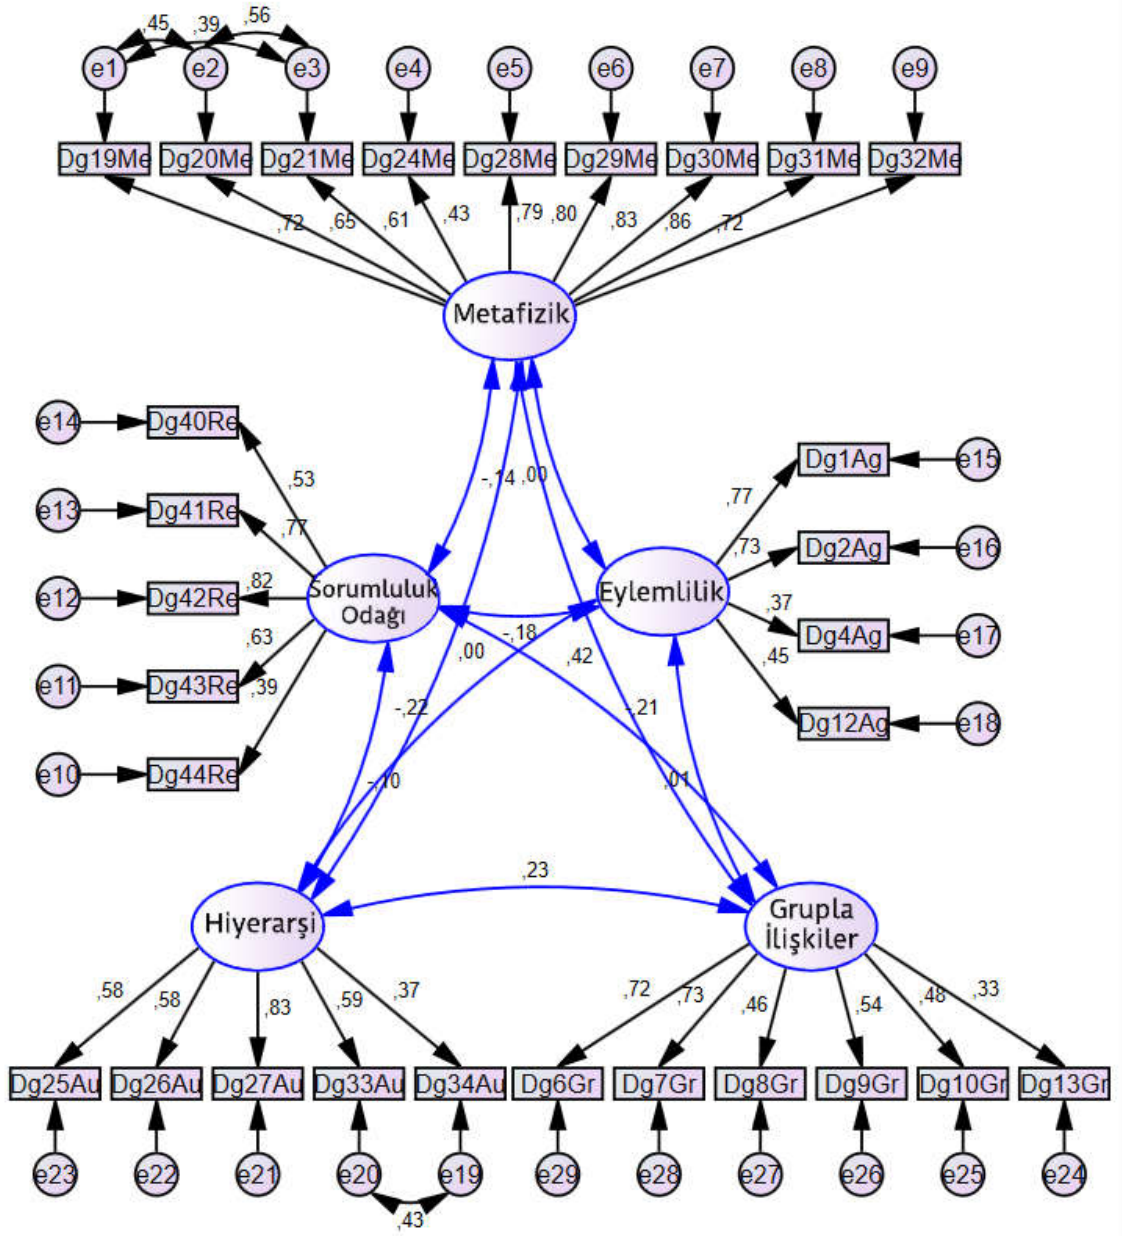 ,45 ,39 ,56
e1 e2 e3 e4 e5 e6 e7 e8 e9
Dg19Me Dg20Me Dg21Me Dg24Me Dg28Me Dg29Me Dg30Me Dg31Me Dg32Me
,72 ,65 ,61 ,43 ,79 ,80 ,83 ,86 ,72
Metafizik
e14 Dg40Re
,53
e13 Dg41Re
,77
e12 Dg42Re
,82
e11 Dg43Re
,63
e10 Dg44Re
,39
Sorumluluk
Odağı
-,14 ,00
Dg1Ag e15
,77
Dg2Ag e16
,73
Dg4Ag e17
,37
Dg12Ag e18
,45
Eylemlilik
-,18
,00 ,42
-,22 -,21
-,10 ,01
,23
Hiyerarşi
Grupla
İlişkiler
,58 ,58 ,83 ,59 ,37 ,72 ,73 ,46 ,54 ,48 ,33
Dg25Au Dg26Au Dg27Au Dg33Au Dg34Au Dg6Gr Dg7Gr Dg8Gr Dg9Gr Dg10Gr Dg13Gr
e23 e22 e21 e20 e19 e29 e28 e27 e26 e25 e24
,43